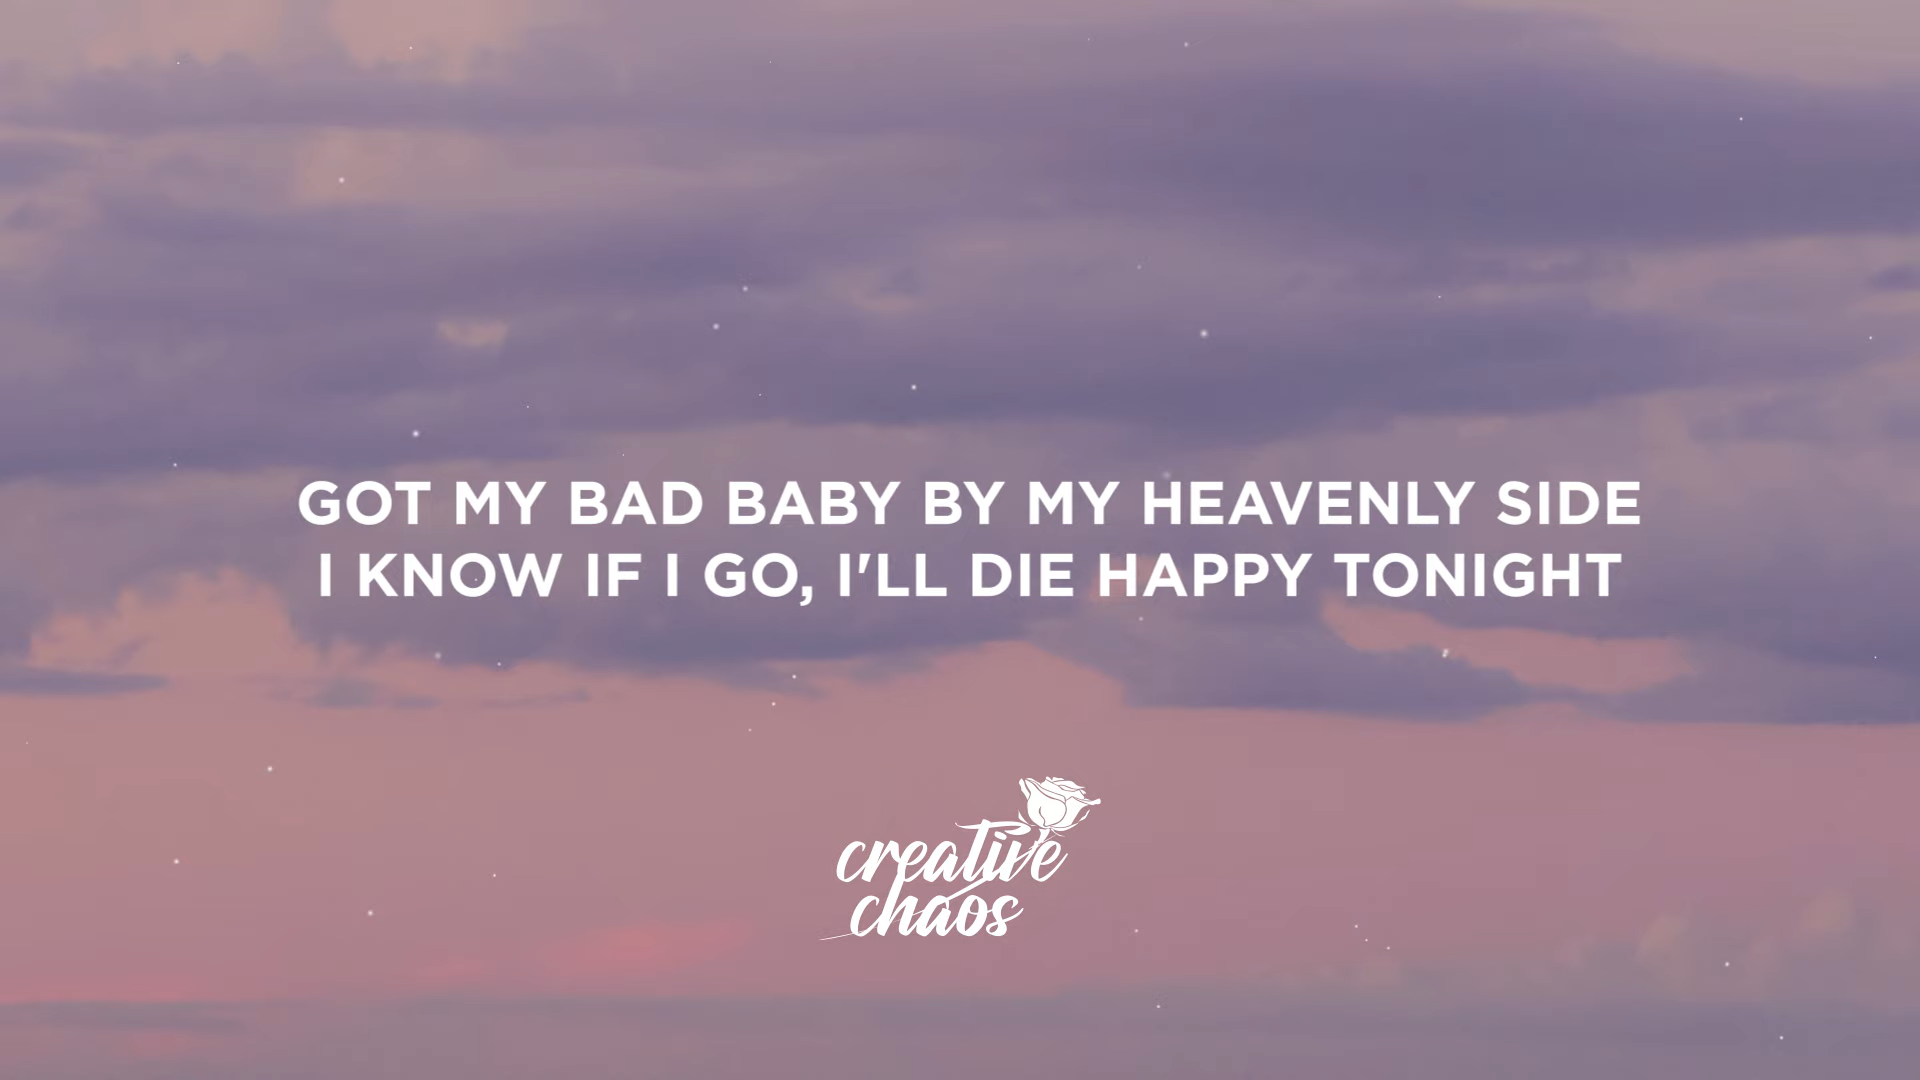 GOT MY BAD BABY BY MY HEAVENLY SIDE
I KNOW IF I GO, I'LL DIE HAPPY TONIGHT
creative
chaos